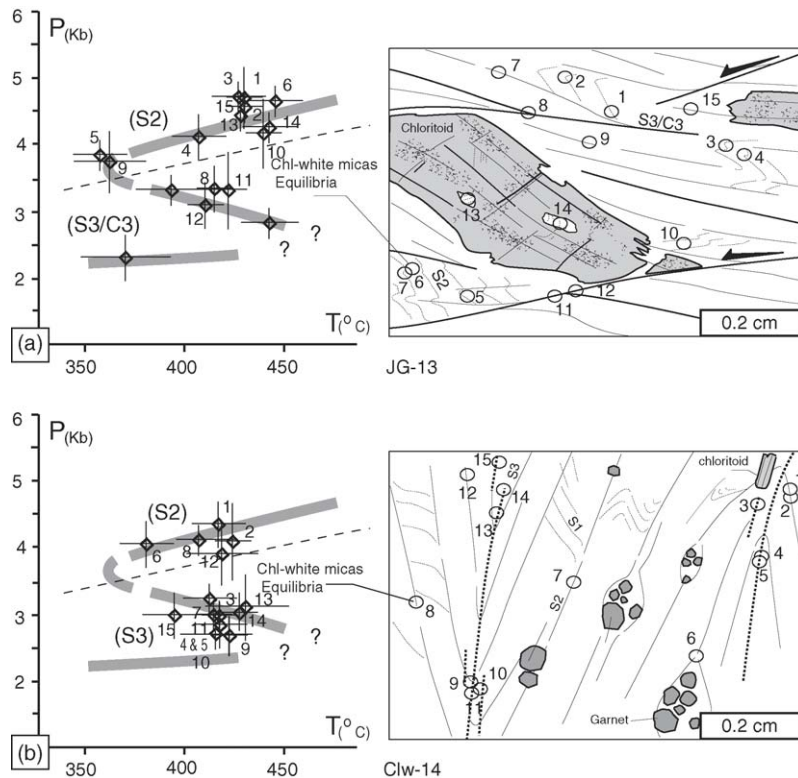 P(Kb)
6
3 1
5 6
(S2) 15
2
13 14
5 4
4 10
9 Chl-white micas
Equilibria
8 11
3 12
(S3/C3) ? ?
2
T(° C)
(a) 350 400 450
7 2 1 15
8 S3/C3
Chloritoid 9 3 4
13 14 10
7 6 S2 5 11 12
0.2 cm
JG-13
P(Kb)
6
5
(S2) 1
4 6 8 2
12
Chl-white micas
Equilibria
3 13
3 7 14
(S3) 15 11
4 & 5 9 ? ?
10
2
T(° C)
(b) 350 400 450
15 S3 chloritoid
12 14 1
13 S1 3 2
7 4
8 S2 5
6
9 10
11
Garnet 0.2 cm
Clw-14